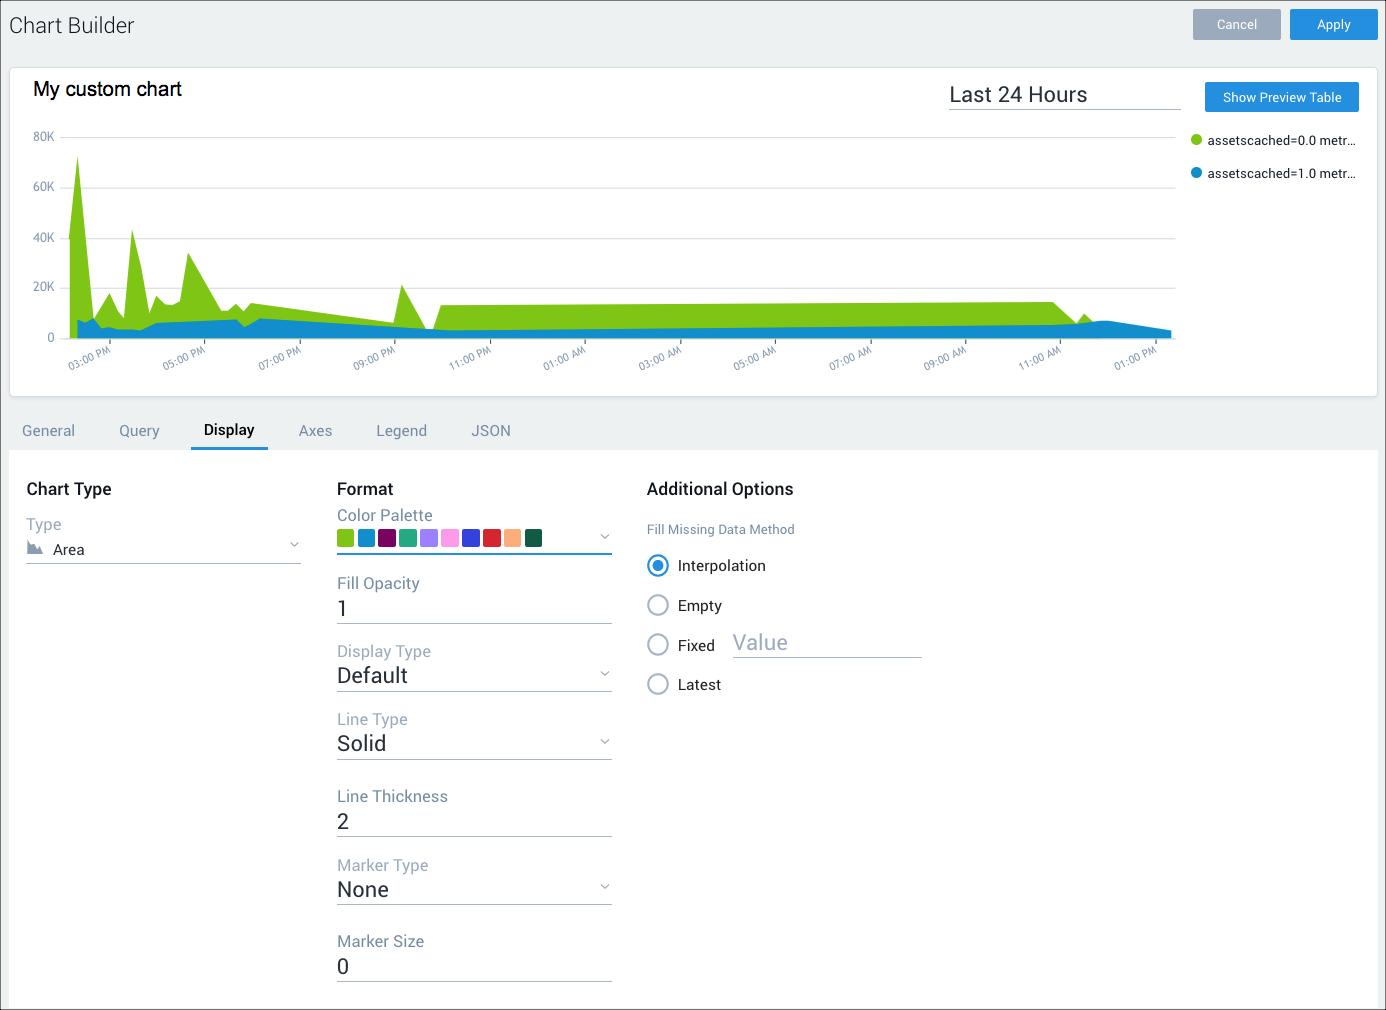 Chart Builder
Cancel
Apply
My custom chart
Last 24 Hours
Show Preview Table
80K
60K
40K
20K
0
assetscached=0.0 metr...
assetscached=1.0 metr...
03:00 PM
05:00 PM
07:00 PM
09:00 PM
11:00 PM
01:00 AM
03:00 AM
05:00 AM
07:00 AM
09:00 AM
11:00 AM
01:00 PM
General
Query
Display
Axes
Legend
JSON
Chart Type
Type
Area
Format
Color Palette
Fill Opacity
1
Display Type
Default
Line Type
Solid
Line Thickness
2
Marker Type
None
Marker Size
0
Additional Options
Fill Missing Data Method
Interpolation
Empty
Fixed
Value
Latest